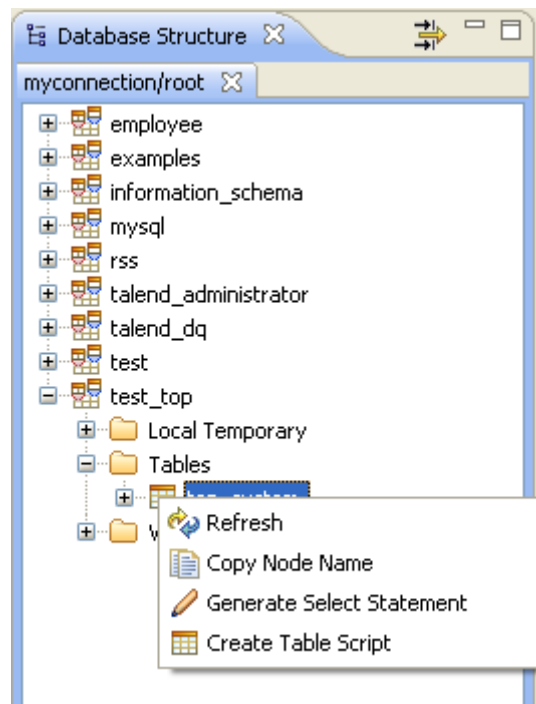 Database Structure
myconnection/root
employee
examples
information_schema
mysql
rss
talend_administrator
talend_dq
test
test_top
Local Temporary
Tables
Refresh
Copy Node Name
Generate Select Statement
Create Table Script